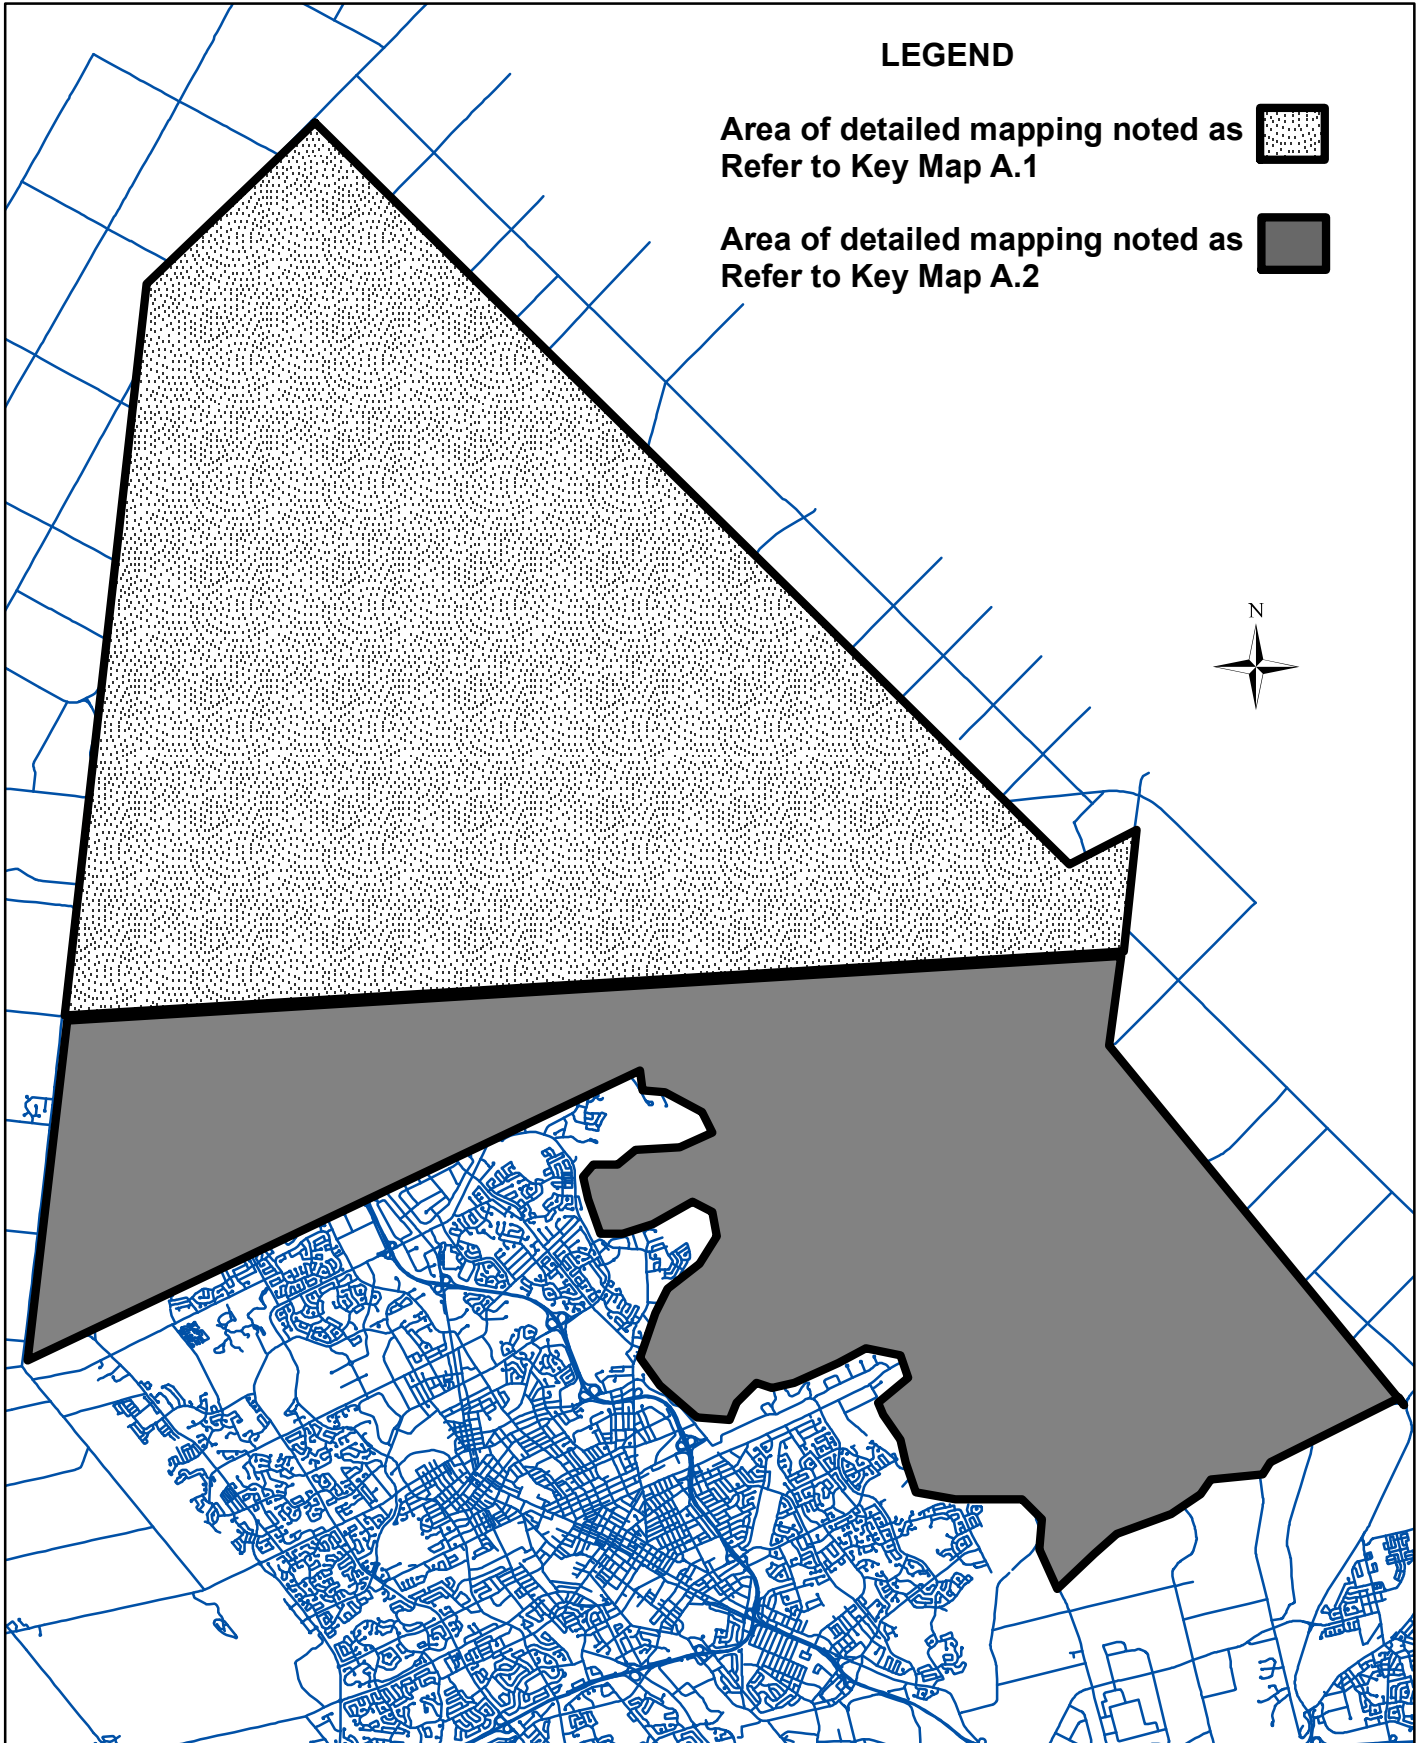 LEGEND
Area of detailed mapping noted as
Refer to Key Map A.1
Area of detailed mapping noted as
Refer to Key Map A.2
N